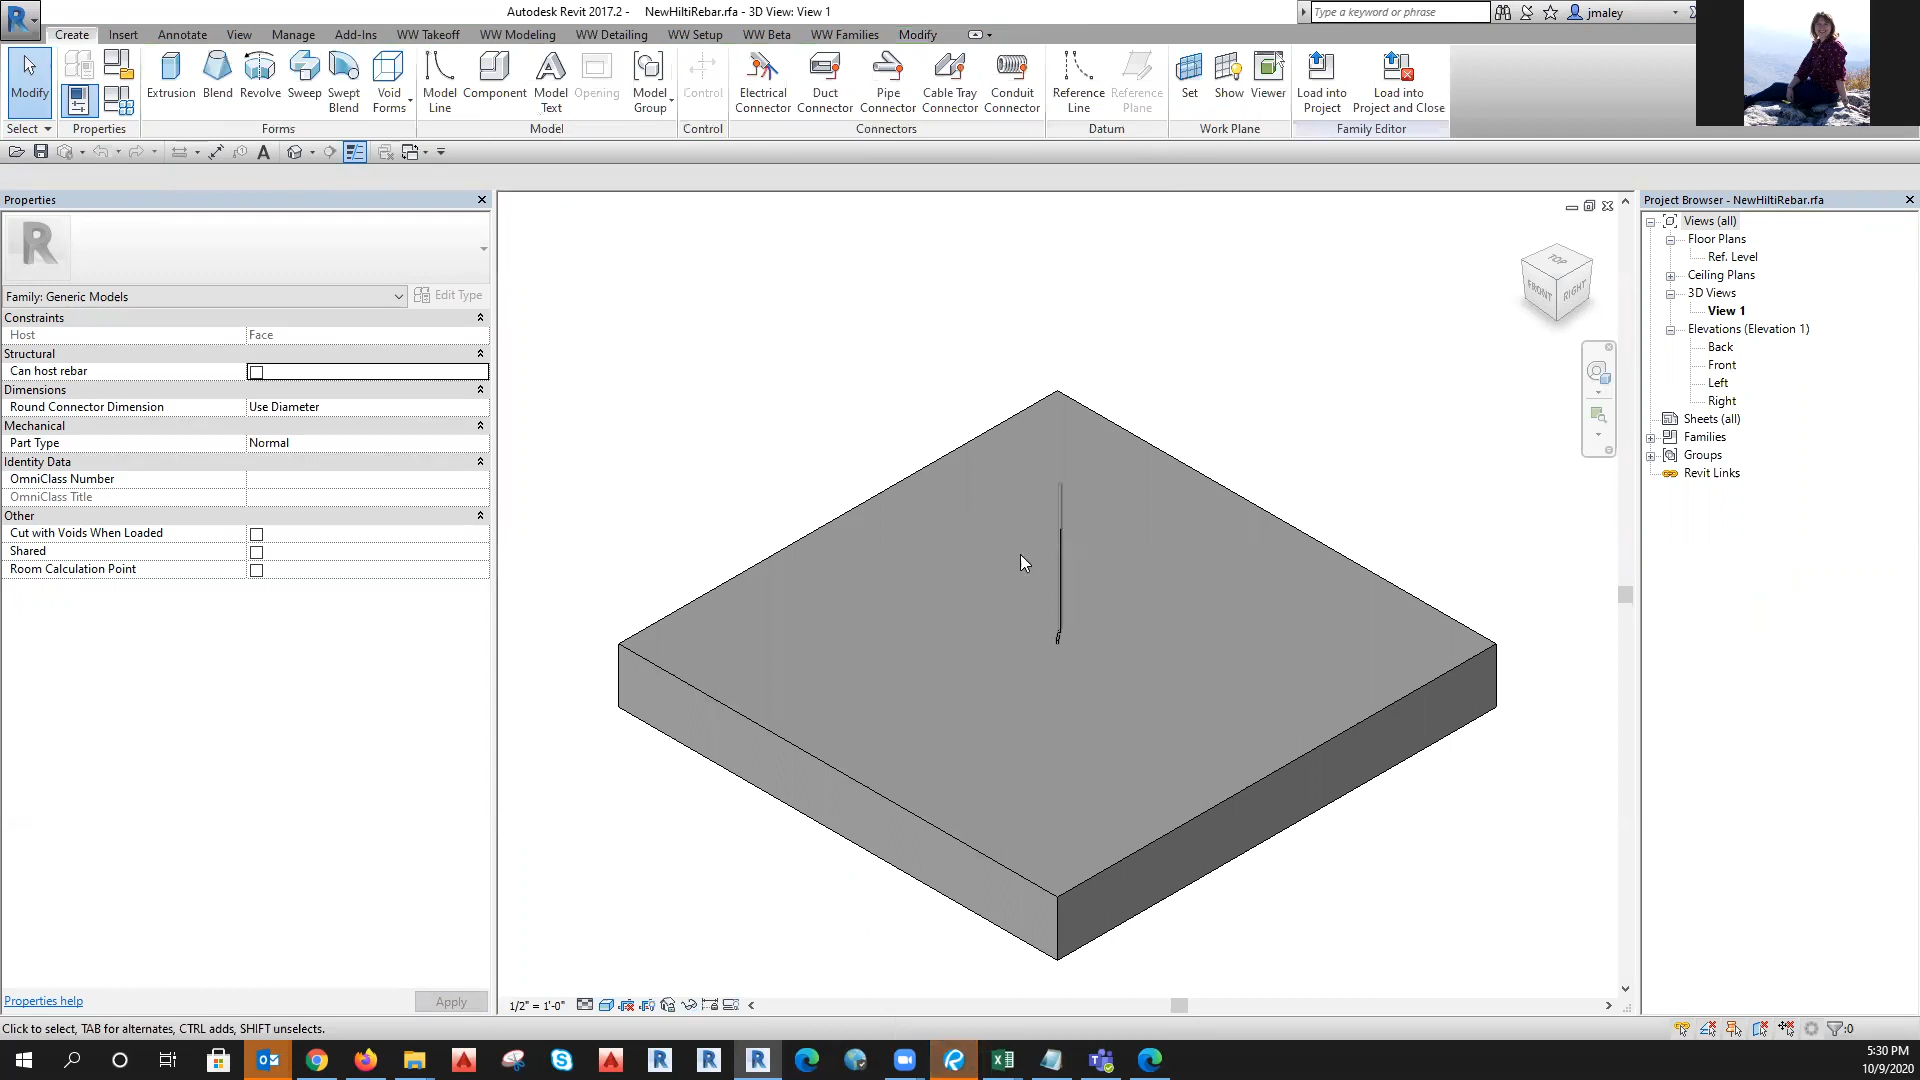 Autodesk Revit 2017.2 - NewHiltiRebar.rfa - 3D View: View 1
Type a keyword or phrase
jmaley
Create Insert Annotate View Manage Add-Ins WW Takeoff WW Modeling WW Detailing WW Setup WW Beta WW Families Modify
Modify
Extrusion Blend Revolve Sweep Swept Blend Void Forms
Model Line Component Model Text Opening Model Group
Control
Electrical Connector Duct Connector Pipe Connector Cable Tray Connector Conduit Connector
Reference Line Reference Plane
Set Show Viewer
Load into Project Load into Project and Close
Select Properties Forms Model Control Connectors Datum Work Plane Family Editor
Properties
R
Family: Generic Models
Edit Type
Constraints
Host Face
Structural
Can host rebar
Dimensions
Round Connector Dimension Use Diameter
Mechanical
Part Type Normal
Identity Data
OmniClass Number
OmniClass Title
Other
Cut with Voids When Loaded
Shared
Room Calculation Point
Properties help
Apply
TOP
FRONT
RIGHT
1/2" = 1'-0"
Project Browser - NewHiltiRebar.rfa
Views (all)
Floor Plans
Ref. Level
Ceiling Plans
3D Views
View 1
Elevations (Elevation 1)
Back
Front
Left
Right
Sheets (all)
Families
Groups
Revit Links
Click to select, TAB for alternates, CTRL adds, SHIFT unselects.
:0
5:30 PM
10/9/2020